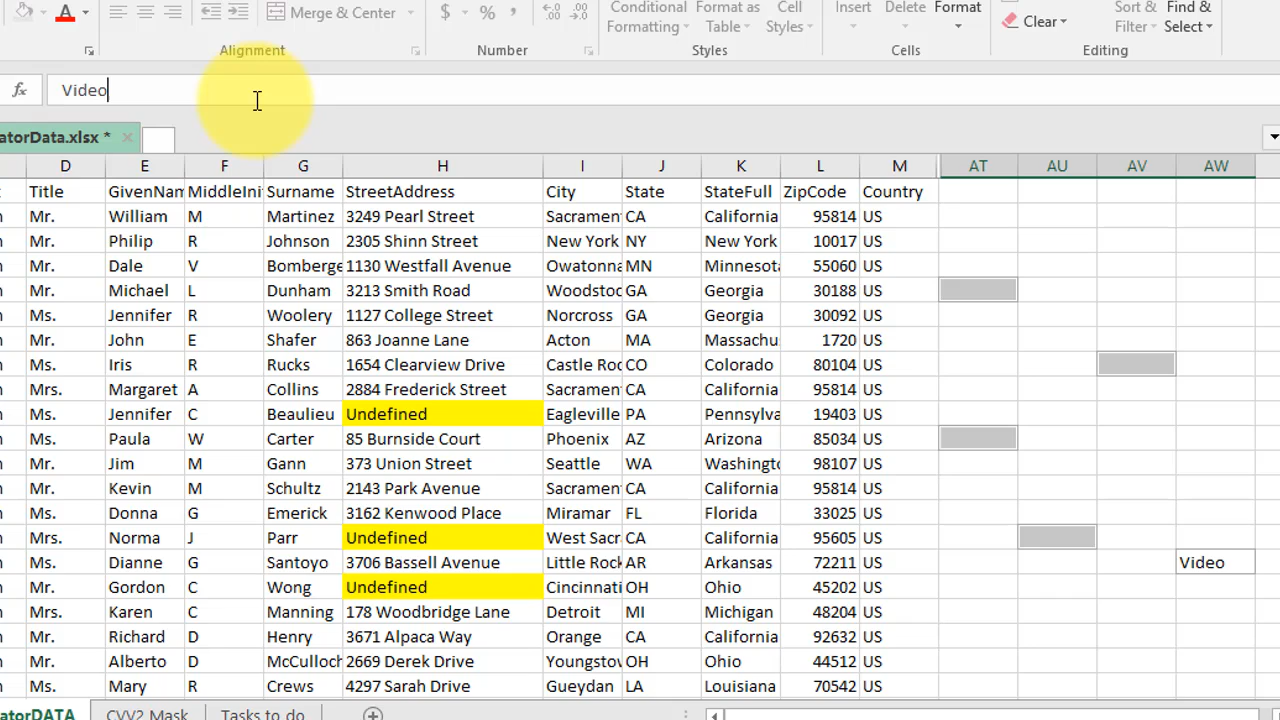 Merge & Center $ % , Conditional Format as Cell Insert Delete Format Clear Sort & Find &
Formatting Table Styles Filter Select
Alignment Number Styles Cells Editing
fx Video
atorData.xlsx *
D E F G H I J K L M AT AU AV AW
Title GivenNam MiddleIni Surname StreetAddress City State StateFull ZipCode Country
Mr. William M Martinez 3249 Pearl Street Sacramen CA California 95814 US
Mr. Philip R Johnson 2305 Shinn Street New York NY New York 10017 US
Mr. Dale V Bomberge 1130 Westfall Avenue Owatonna MN Minnesota 55060 US
Mr. Michael L Dunham 3213 Smith Road Woodstoc GA Georgia 30188 US
Ms. Jennifer R Woolery 1127 College Street Norcross GA Georgia 30092 US
Mr. John E Shafer 863 Joanne Lane Acton MA Massachu 1720 US
Ms. Iris R Rucks 1654 Clearview Drive Castle Roc CO Colorado 80104 US
Mrs. Margaret A Collins 2884 Frederick Street Sacramen CA California 95814 US
Ms. Jennifer C Beaulieu Undefined Eagleville PA Pennsylva 19403 US
Ms. Paula W Carter 85 Burnside Court Phoenix AZ Arizona 85034 US
Mr. Jim M Gann 373 Union Street Seattle WA Washingto 98107 US
Mr. Kevin M Schultz 2143 Park Avenue Sacramen CA California 95814 US
Ms. Donna G Emerick 3162 Kenwood Place Miramar FL Florida 33025 US
Mrs. Norma J Parr Undefined West Sacr CA California 95605 US
Ms. Dianne G Santoyo 3706 Bassell Avenue Little Rock AR Arkansas 72211 US Video
Mr. Gordon C Wong Undefined Cincinnati OH Ohio 45202 US
Mrs. Karen C Manning 178 Woodbridge Lane Detroit MI Michigan 48204 US
Mr. Richard D Henry 3671 Alpaca Way Orange CA California 92632 US
Mr. Alberto D McCulloch 2669 Derek Drive Youngstow OH Ohio 44512 US
Ms. Mary R Crews 4297 Sarah Drive Gueydan LA Louisiana 70542 US
atorDATA CVV2 Mask Tasks to do